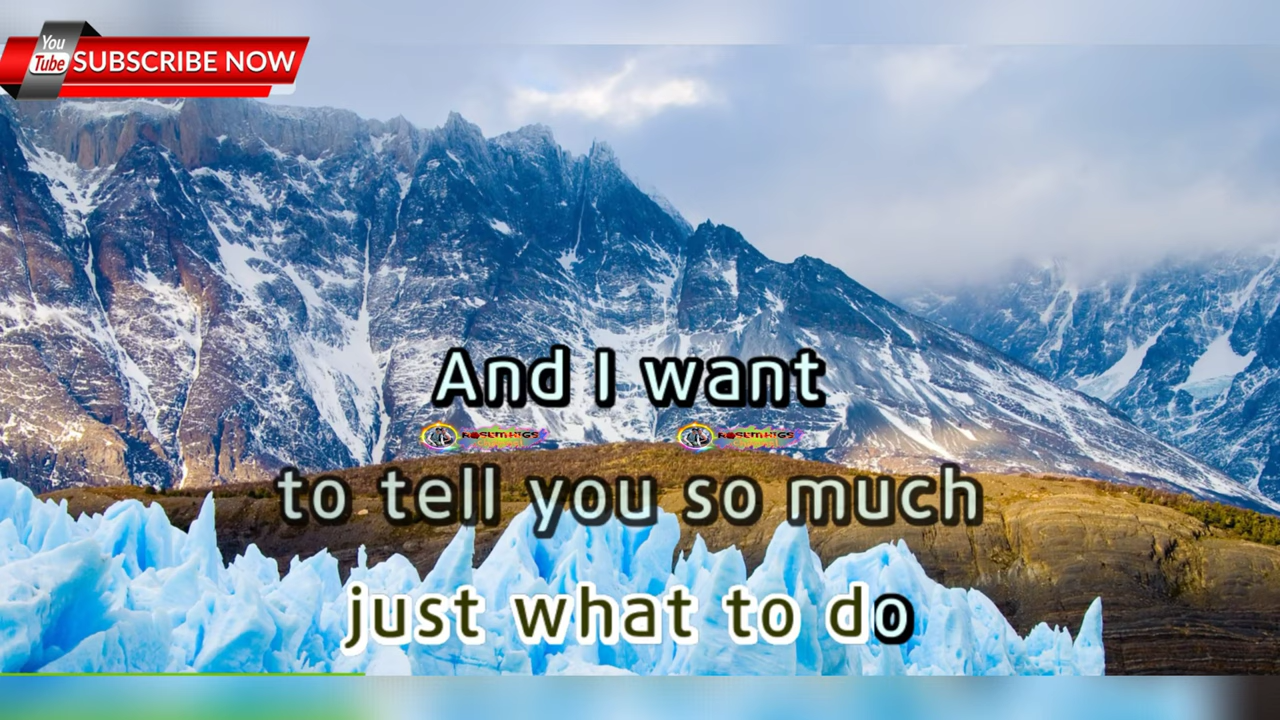 You
Tube
SUBSCRIBE NOW
And I want
to tell you so much
just what to do